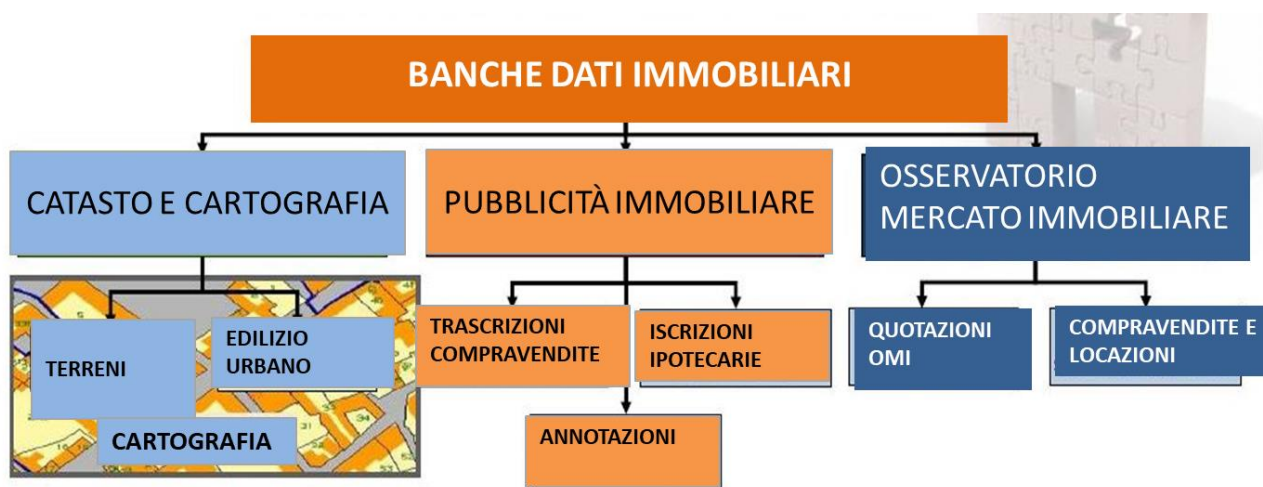 BANCHE DATI IMMOBILIARI
CATASTO E CARTOGRAFIA
PUBBLICITÀ IMMOBILIARE
OSSERVATORIO
MERCATO IMMOBILIARE
TERRENI
EDILIZIO
URBANO
CARTOGRAFIA
TRASCRIZIONI
COMPRAVENDITE
ISCRIZIONI
IPOTECARIE
ANNOTAZIONI
QUOTAZIONI
OMI
COMPRAVENDITE E
LOCAZIONI